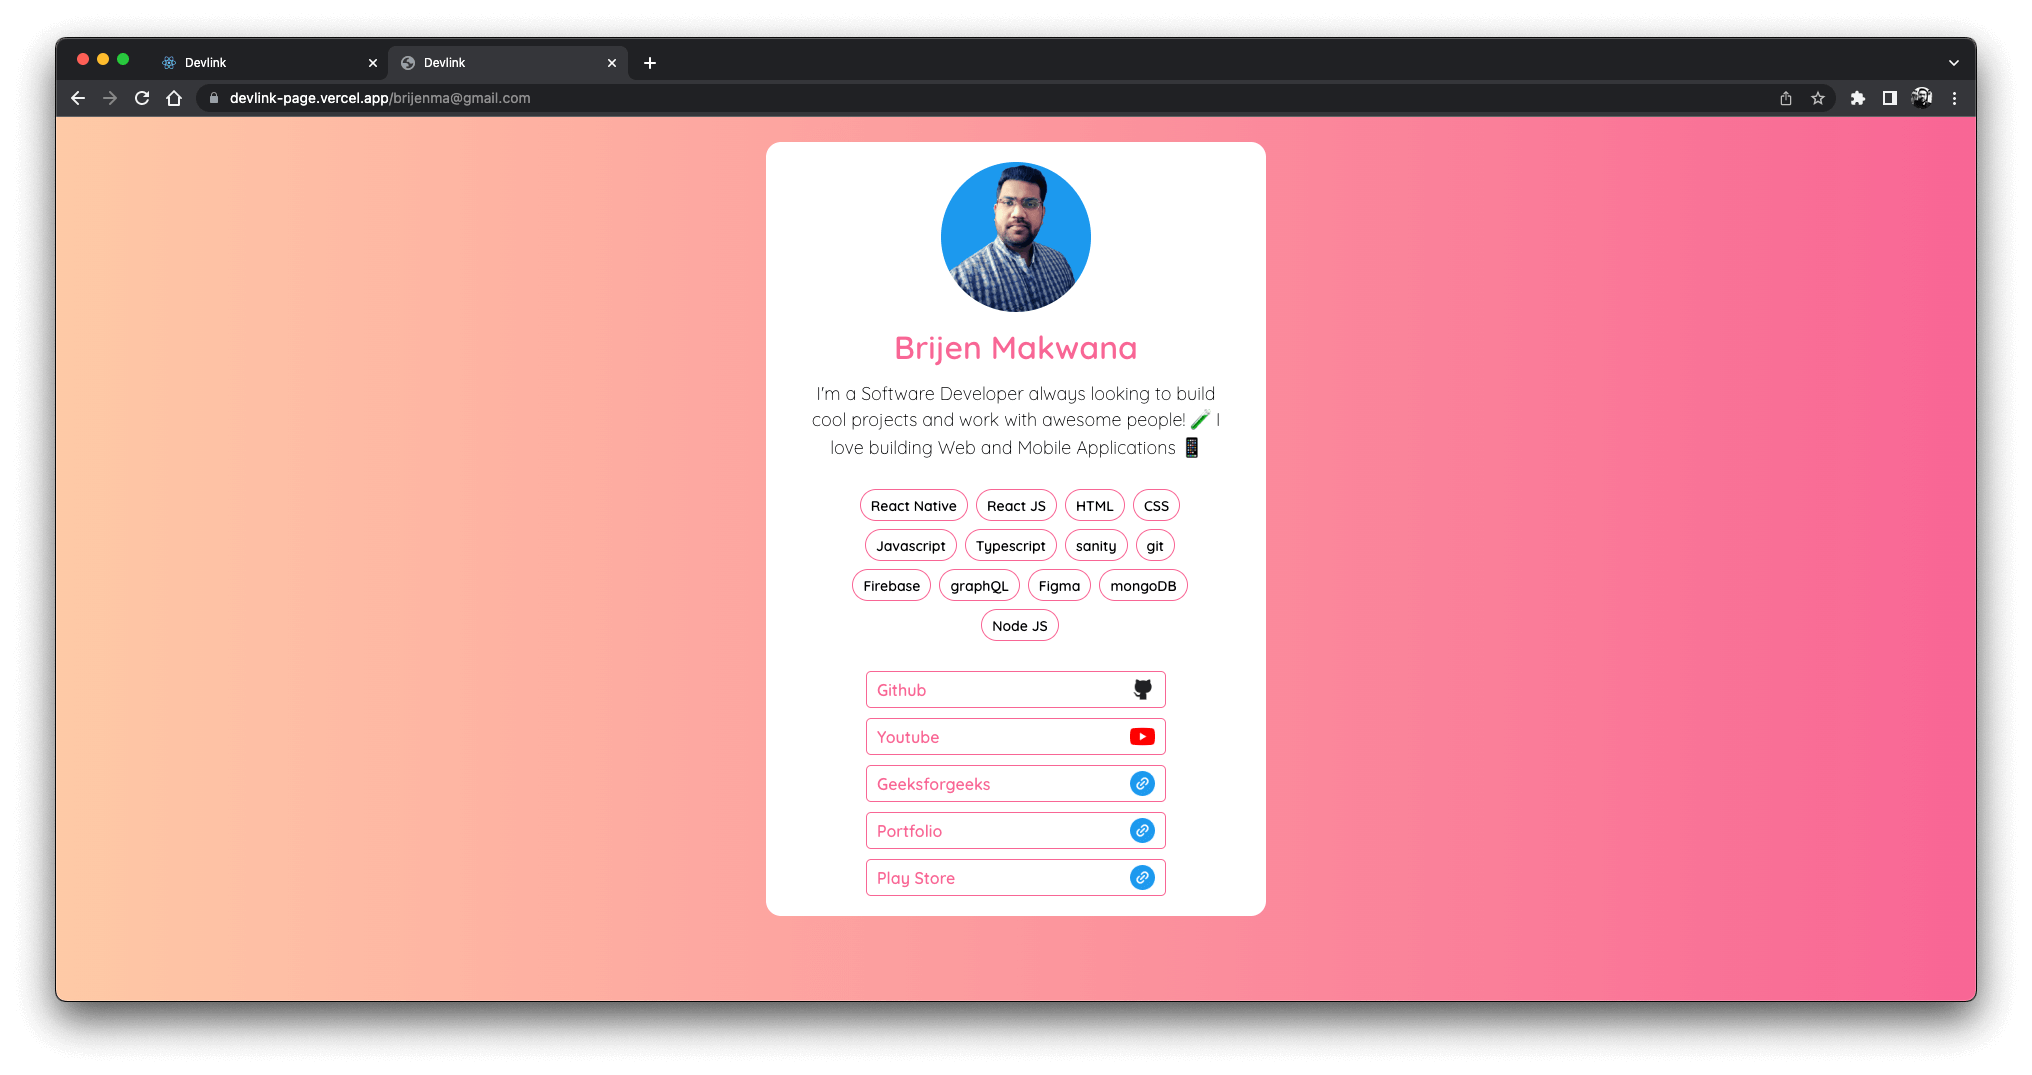 Devlink
Devlink
devlink-page.vercel.app/brijenma@gmail.com
Brijen Makwana
I'm a Software Developer always looking to build
cool projects and work with awesome people! 🧪 I
love building Web and Mobile Applications 📱
React Native React JS HTML CSS
Javascript Typescript sanity git
Firebase graphQL Figma mongoDB
Node JS
Github
Youtube
Geeksforgeeks
Portfolio
Play Store